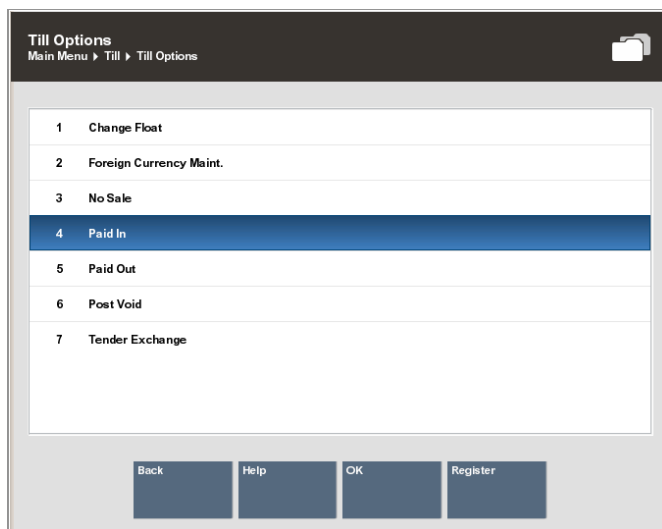 Till Options
Main Menu ▸ Till ▸ Till Options
1 Change Float
2 Foreign Currency Maint.
3 No Sale
4 Paid In
5 Paid Out
6 Post Void
7 Tender Exchange
Back Help OK Register